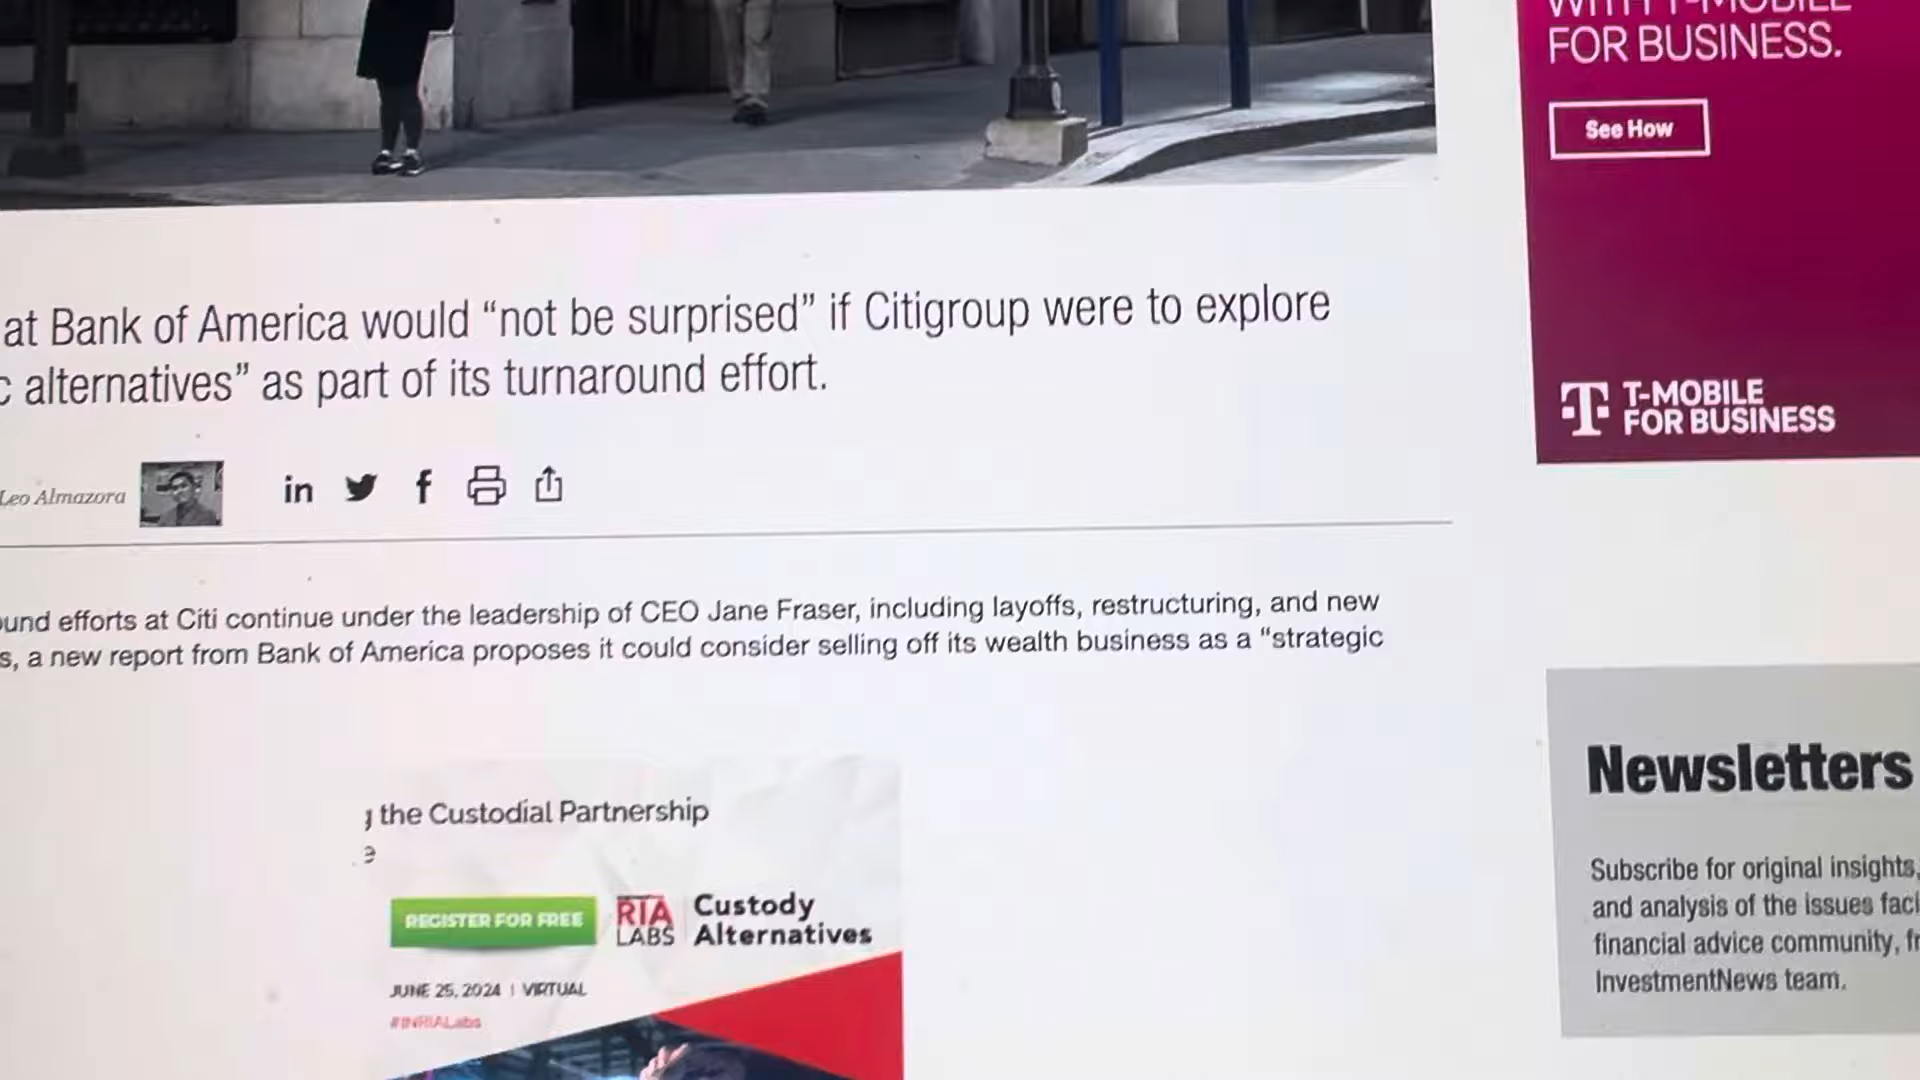 FOR BUSINESS.
See How
at Bank of America would “not be surprised” if Citigroup were to explore
alternatives” as part of its turnaround effort.
T-MOBILE
FOR BUSINESS
Leo Almazora
in
f
efforts at Citi continue under the leadership of CEO Jane Fraser, including layoffs, restructuring, and new
a new report from Bank of America proposes it could consider selling off its wealth business as a “strategic
Newsletters
Subscribe for original insights,
and analysis of the issues
financial advice community,
InvestmentNews team.
the Custodial Partnership
REGISTER FOR FREE
RIA
LABS
Custody
Alternatives
JUNE 25, 2024 | VIRTUAL
#INRIALabs